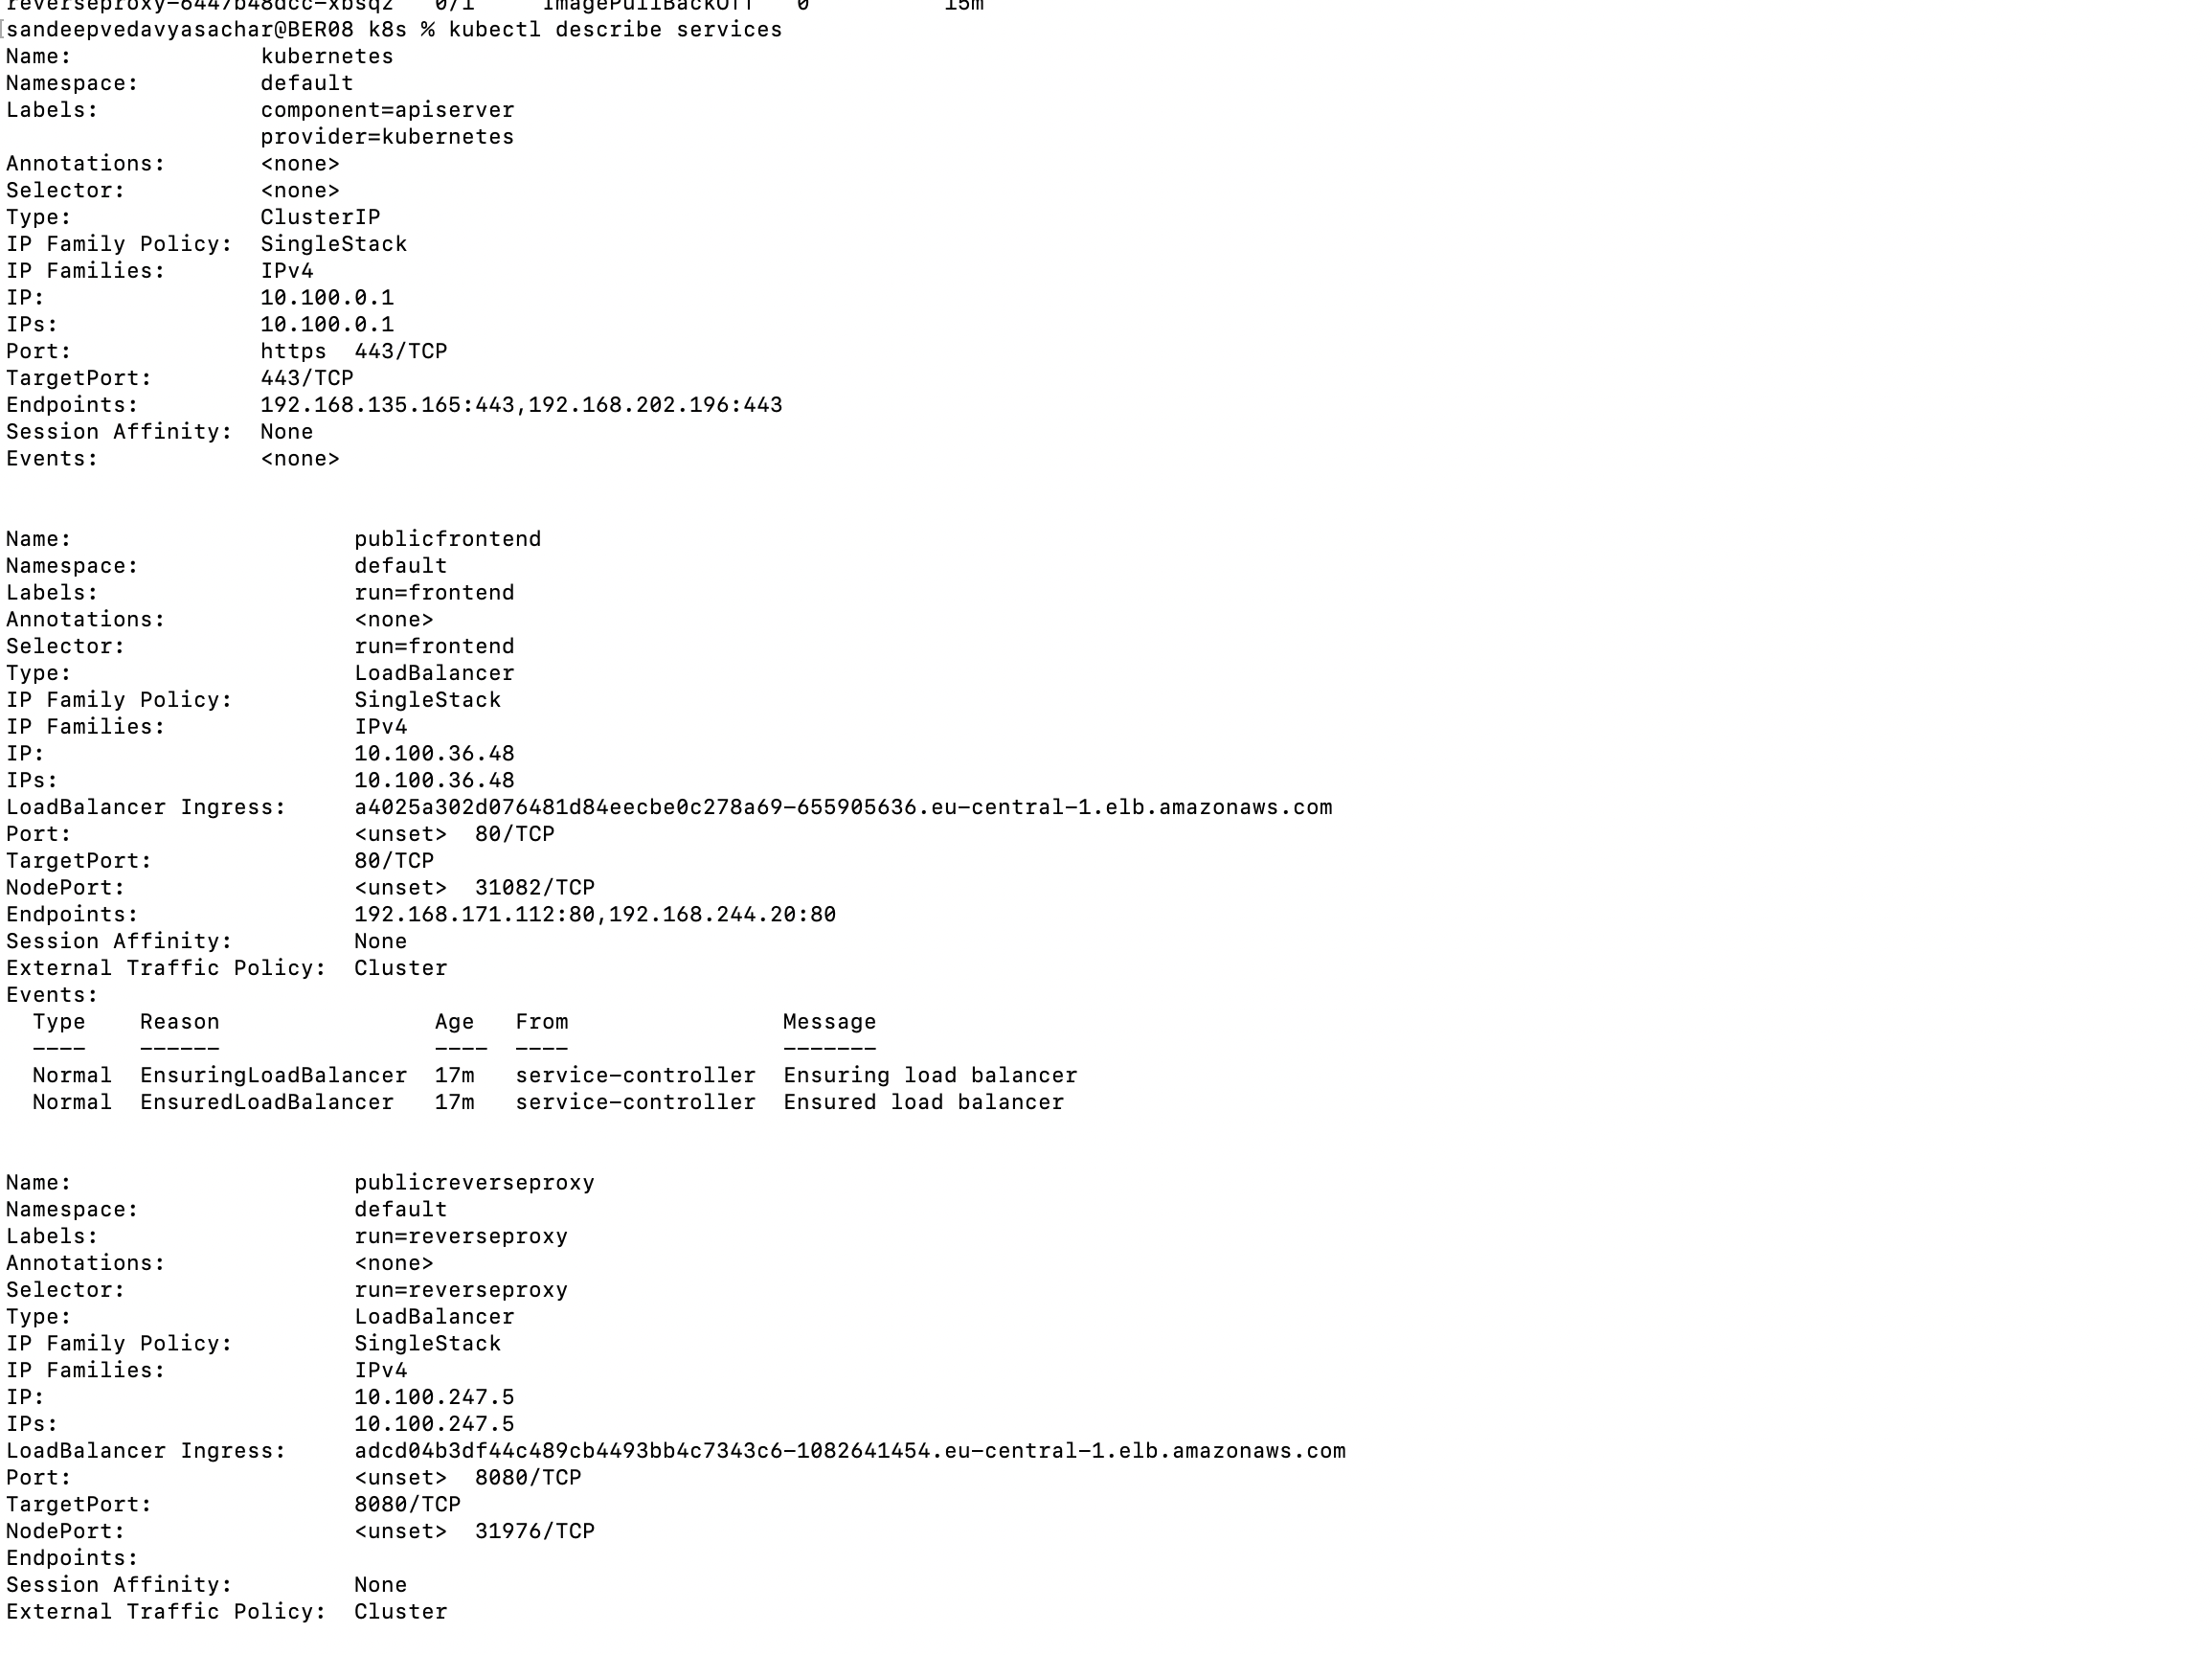 reverseproxy-6447b48dcc-xbsqz   0/1     ImagePullBackOff   0          15m
sandeepvedavyasachar@BER08 k8s % kubectl describe services
Name:              kubernetes
Namespace:         default
Labels:            component=apiserver
                   provider=kubernetes
Annotations:       <none>
Selector:          <none>
Type:              ClusterIP
IP Family Policy:  SingleStack
IP Families:       IPv4
IP:                10.100.0.1
IPs:               10.100.0.1
Port:              https  443/TCP
TargetPort:        443/TCP
Endpoints:         192.168.135.165:443,192.168.202.196:443
Session Affinity:  None
Events:            <none>
Name:                     publicfrontend
Namespace:                default
Labels:                   run=frontend
Annotations:              <none>
Selector:                 run=frontend
Type:                     LoadBalancer
IP Family Policy:         SingleStack
IP Families:              IPv4
IP:                       10.100.36.48
IPs:                      10.100.36.48
LoadBalancer Ingress:     a4025a302d076481d84eecbe0c278a69-655905636.eu-central-1.elb.amazonaws.com
Port:                     <unset>  80/TCP
TargetPort:               80/TCP
NodePort:                 <unset>  31082/TCP
Endpoints:                192.168.171.112:80,192.168.244.20:80
Session Affinity:         None
External Traffic Policy:  Cluster
Events:
  Type    Reason                Age   From                Message
  ----    ------                ----  ----                -------
  Normal  EnsuringLoadBalancer  17m   service-controller  Ensuring load balancer
  Normal  EnsuredLoadBalancer   17m   service-controller  Ensured load balancer
Name:                     publicreverseproxy
Namespace:                default
Labels:                   run=reverseproxy
Annotations:              <none>
Selector:                 run=reverseproxy
Type:                     LoadBalancer
IP Family Policy:         SingleStack
IP Families:              IPv4
IP:                       10.100.247.5
IPs:                      10.100.247.5
LoadBalancer Ingress:     adcd04b3df44c489cb4493bb4c7343c6-1082641454.eu-central-1.elb.amazonaws.com
Port:                     <unset>  8080/TCP
TargetPort:               8080/TCP
NodePort:                 <unset>  31976/TCP
Endpoints:
Session Affinity:         None
External Traffic Policy:  Cluster